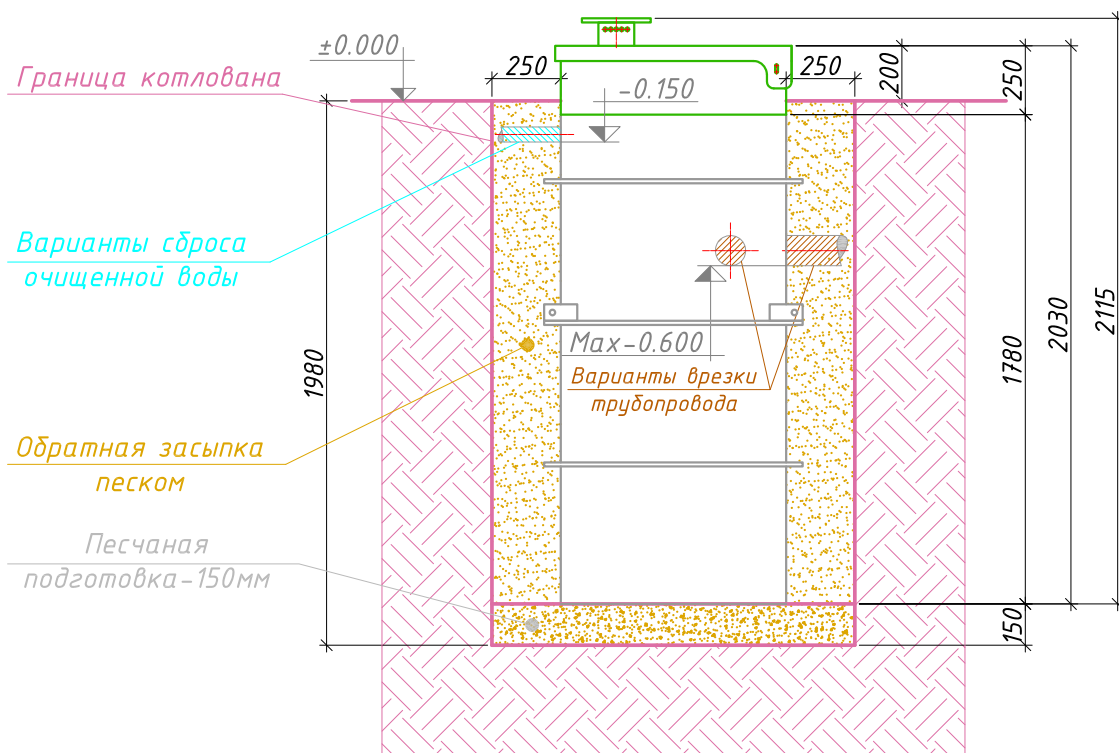 ±0.000
Граница котлована
250
250
200
250
-0.150
Варианты сброса
очищенной воды
Max-0.600
Варианты врезки
трубопровода
1980
1780
2030
2115
Обратная засыпка
песком
Песчаная
подготовка-150мм
150